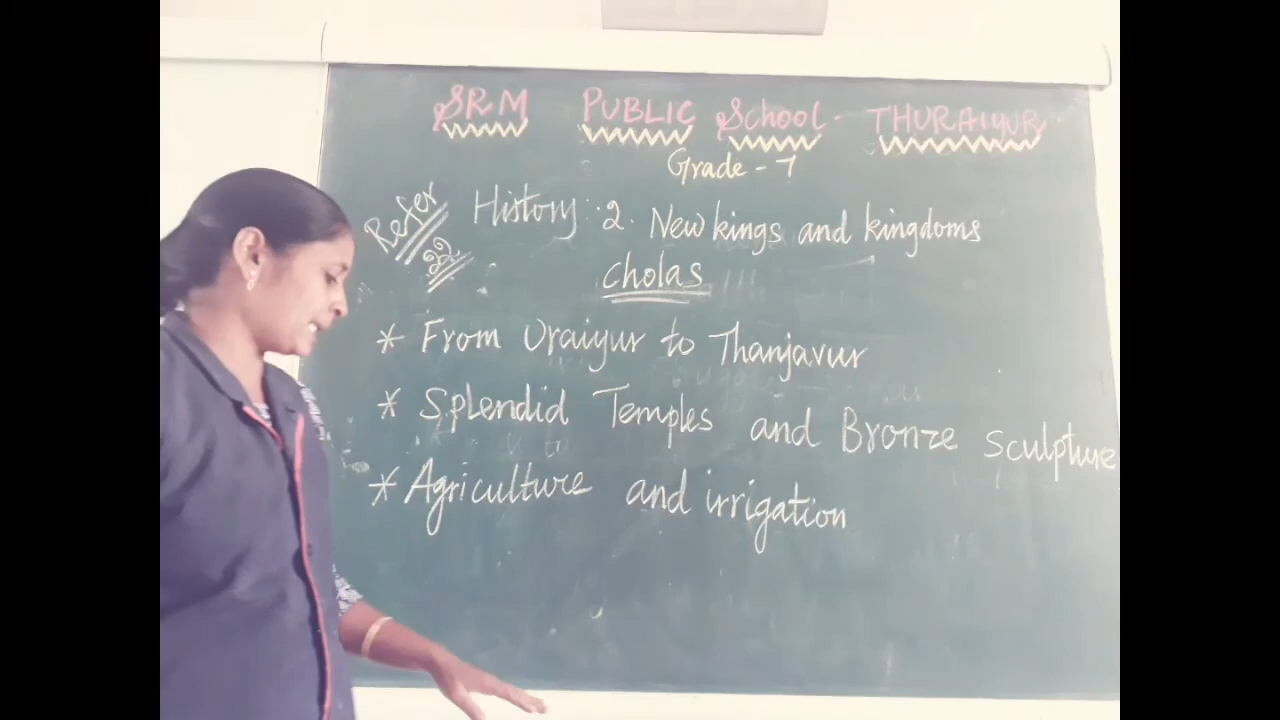 SRM PUBLIC School THURAIYUR
Grade - 7
Refer
22
History : 2. New kings and kingdoms
cholas
* From Uraiyur to Thanjavur
* Splendid Temples and Bronze sculpture
* Agriculture and irrigation